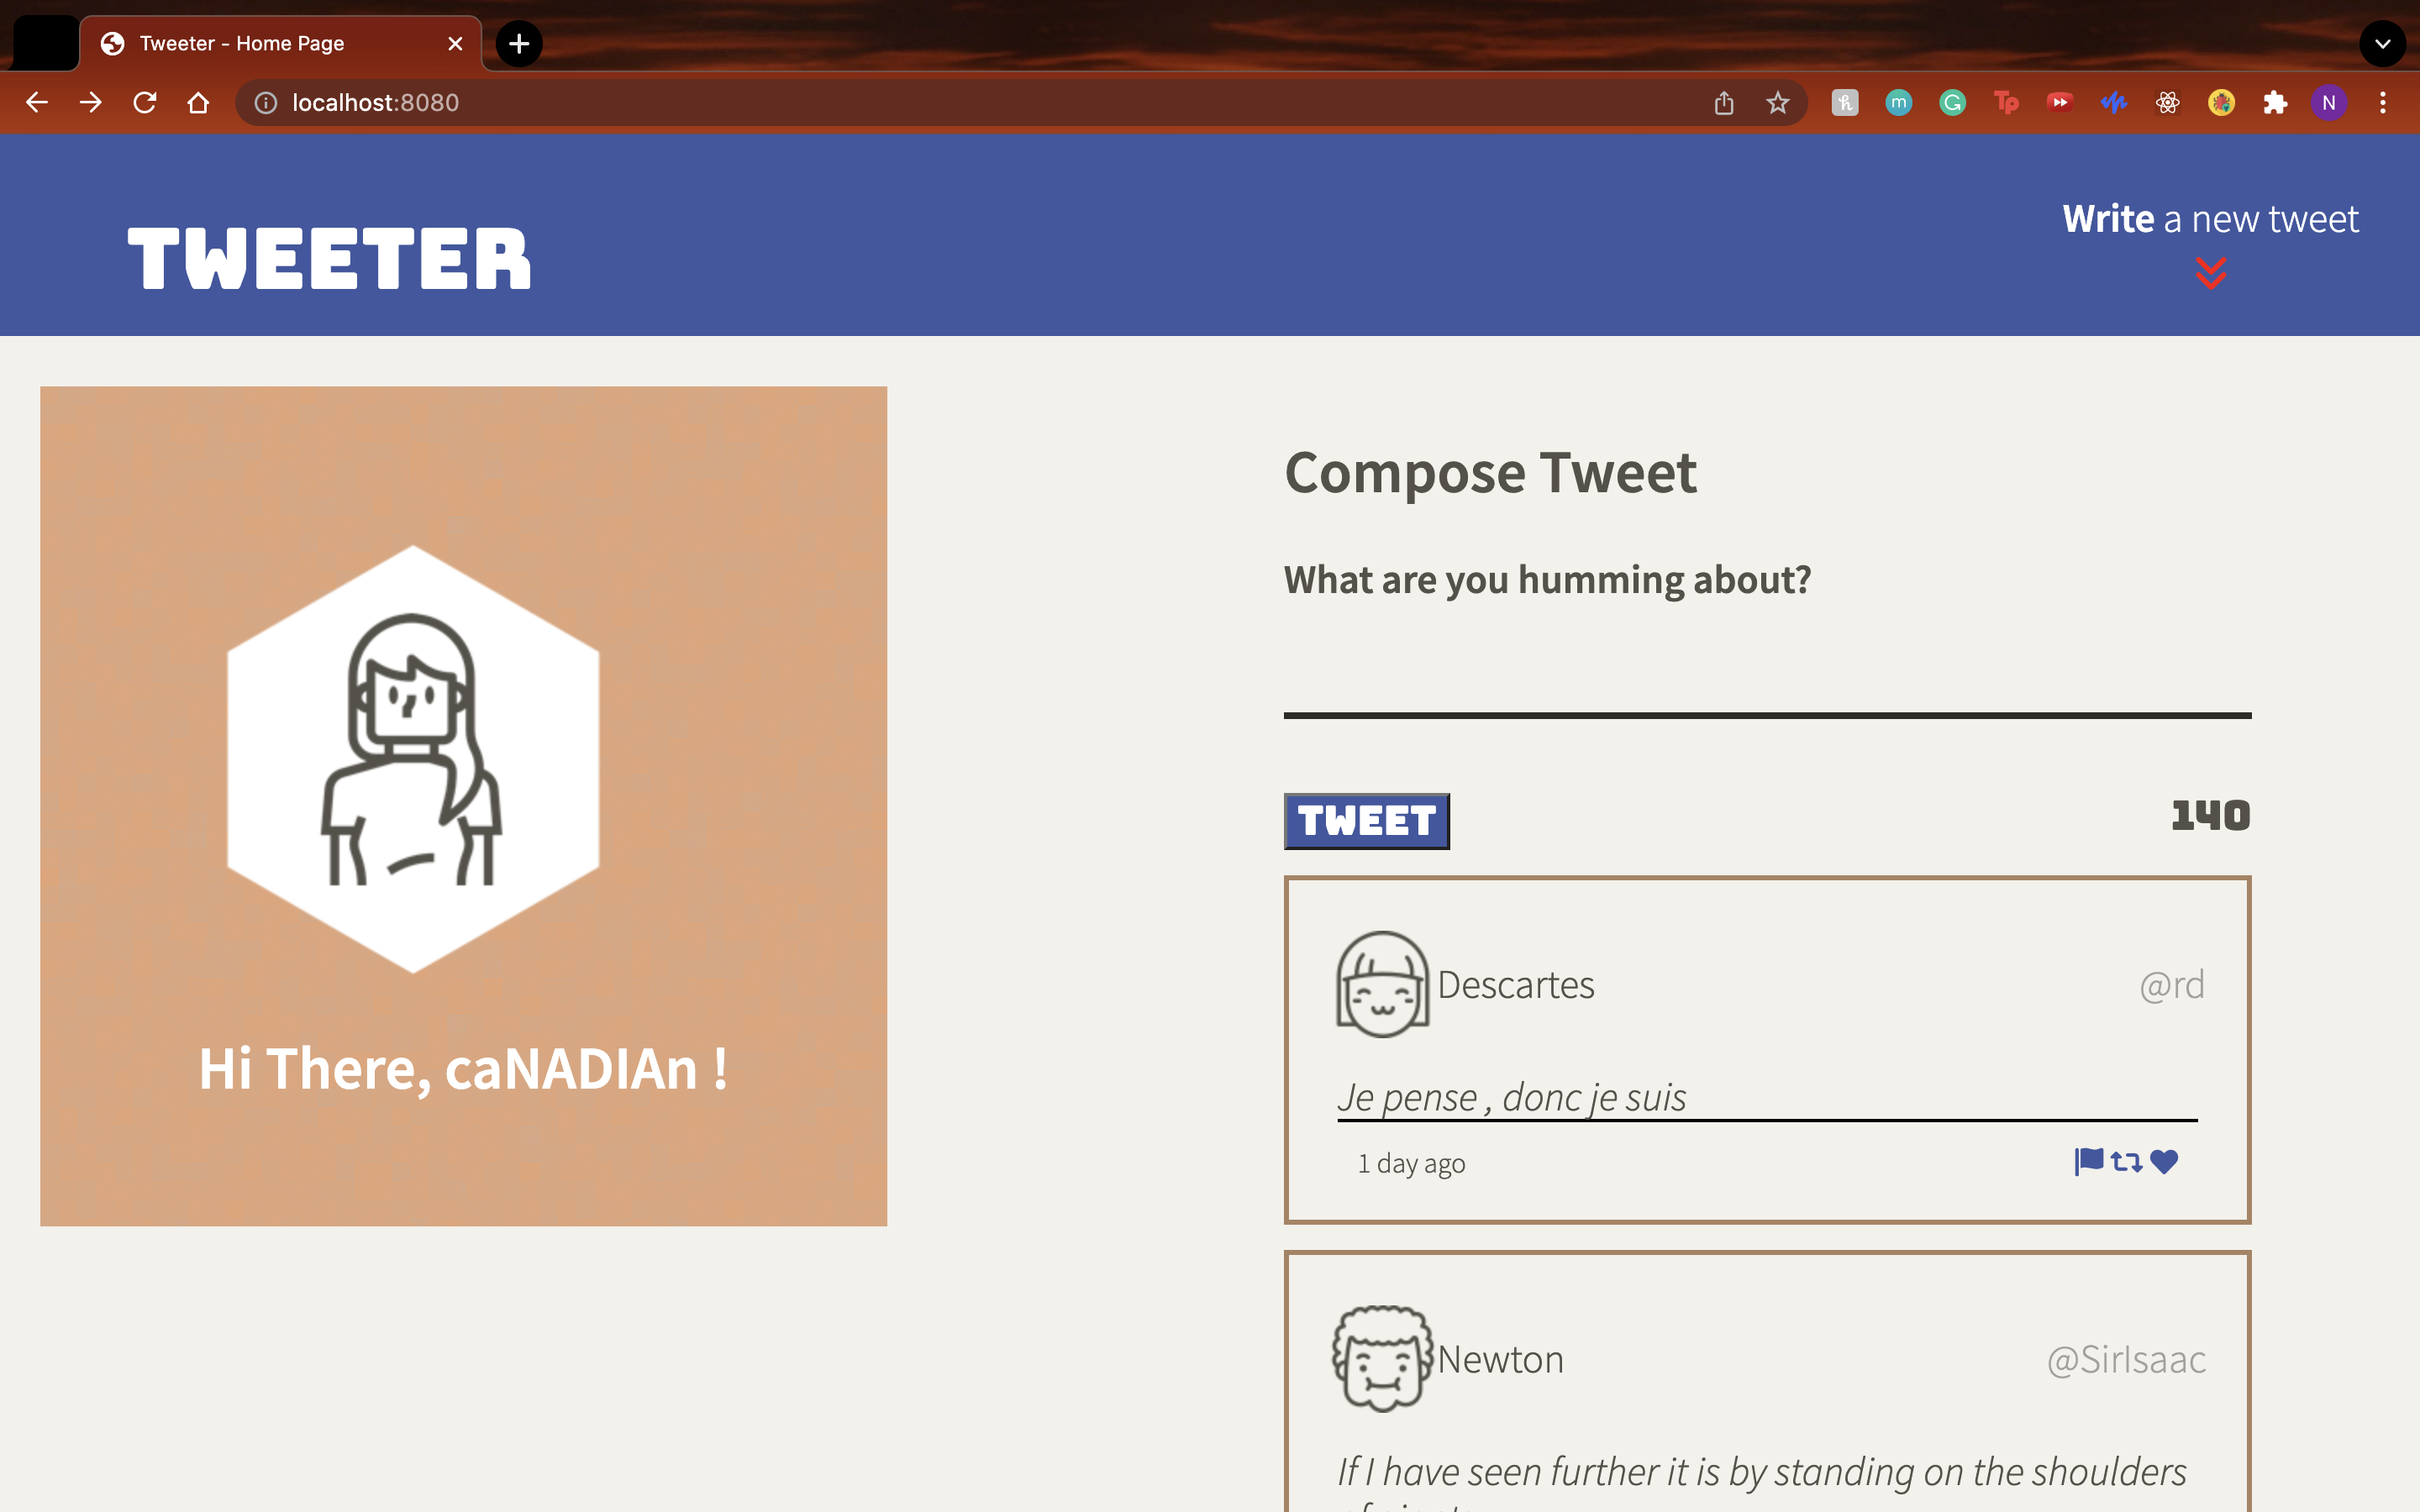 Tweeter - Home Page
localhost:8080
N
TWEETER
Write a new tweet
Compose Tweet
What are you humming about?
TWEET
140
Hi There, caNADIAn !
Descartes
@rd
Je pense , donc je suis
1 day ago
Newton
@SirIsaac
If I have seen further it is by standing on the shoulders